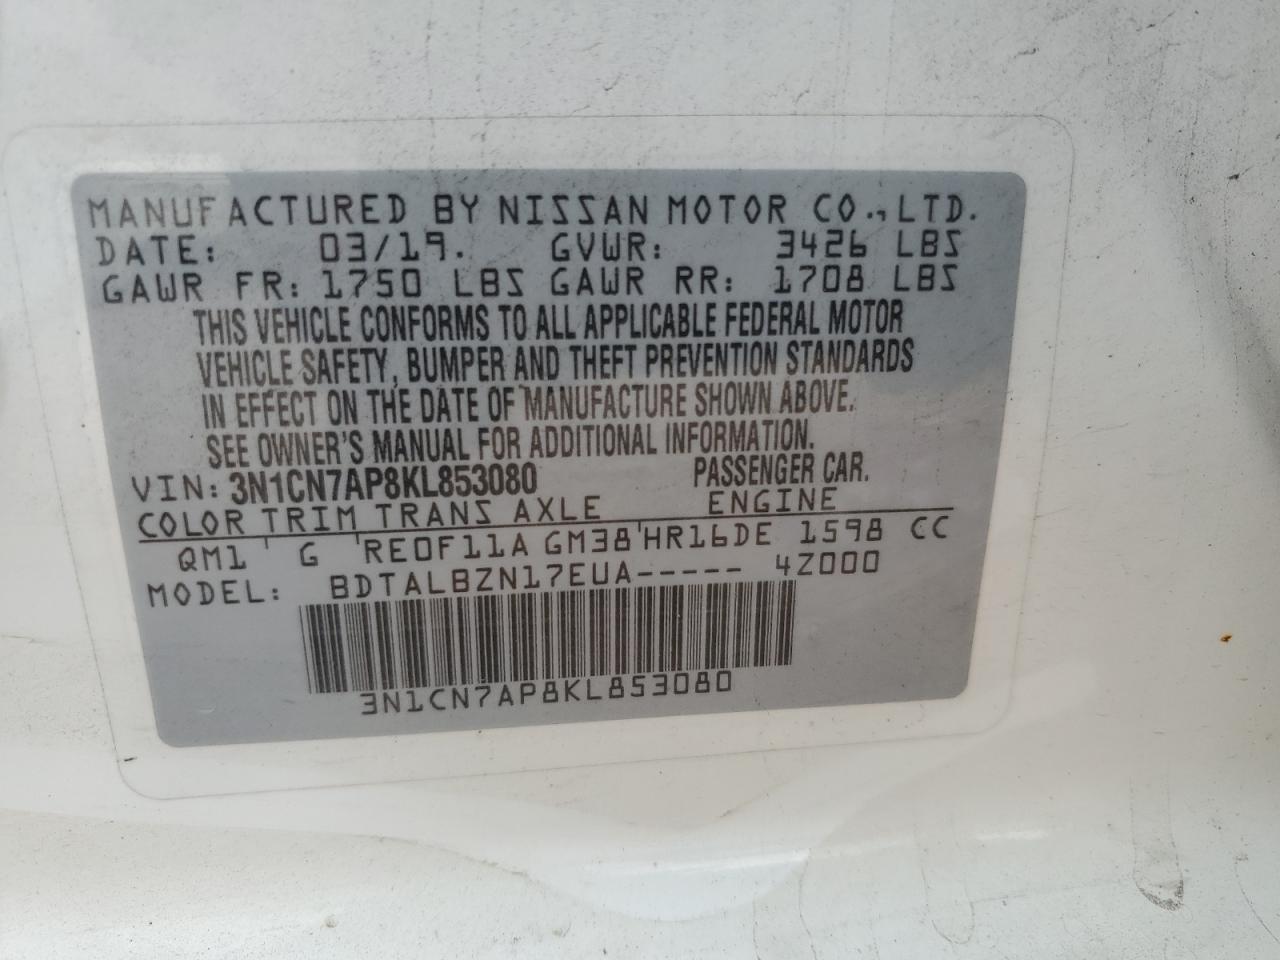 MANUFACTURED BY NISSAN MOTOR CO., LTD.
DATE: 03/19. GVWR: 3426 LBS
GAWR FR: 1750 LBS GAWR RR: 1708 LBS
THIS VEHICLE CONFORMS TO ALL APPLICABLE FEDERAL MOTOR
VEHICLE SAFETY, BUMPER AND THEFT PREVENTION STANDARDS
IN EFFECT ON THE DATE OF MANUFACTURE SHOWN ABOVE.
SEE OWNER'S MANUAL FOR ADDITIONAL INFORMATION.
VIN: 3N1CN7AP8KL853080 PASSENGER CAR.
COLOR TRIM TRANS AXLE ENGINE
QM1 G RE0F11A GM38 HR16DE 1598 CC
MODEL: BDTALBZN17EUA----- 4Z000
3N1CN7AP8KL853080